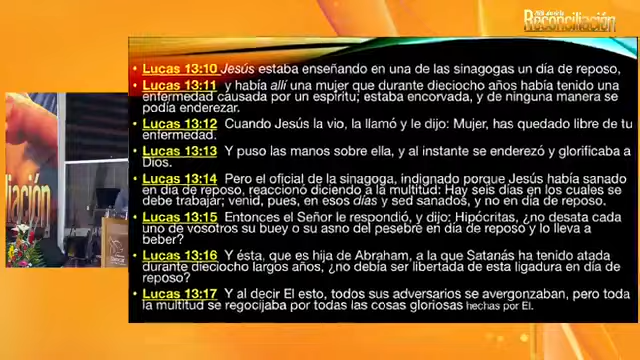 Reconciliación
• Lucas 13:10 Jesús estaba enseñando en una de las sinagogas un día de reposo,
• Lucas 13:11 y había allí una mujer que durante dieciocho años había tenido una
enfermedad causada por un espíritu; estaba encorvada, y de ninguna manera se
podía enderezar.
• Lucas 13:12 Cuando Jesús la vio, la llamó y le dijo: Mujer, has quedado libre de tu
enfermedad.
• Lucas 13:13 Y puso las manos sobre ella, y al instante se enderezó y glorificaba a
Dios.
• Lucas 13:14 Pero el oficial de la sinagoga, indignado porque Jesús había sanado
en día de reposo, reaccionó diciendo a la multitud: Hay seis días en los cuales se
debe trabajar; venid, pues, en esos días y sed sanados, y no en día de reposo.
• Lucas 13:15 Entonces el Señor le respondió, y dijo: Hipócritas, ¿no desata cada
uno de vosotros su buey o su asno del pesebre en día de reposo y lo lleva a
beber?
• Lucas 13:16 Y ésta, que es hija de Abraham, a la que Satanás ha tenido atada
durante dieciocho largos años, ¿no debía ser libertada de esta ligadura en día de
reposo?
• Lucas 13:17 Y al decir El esto, todos sus adversarios se avergonzaban, pero toda
la multitud se regocijaba por todas las cosas gloriosas hechas por El.
iliación